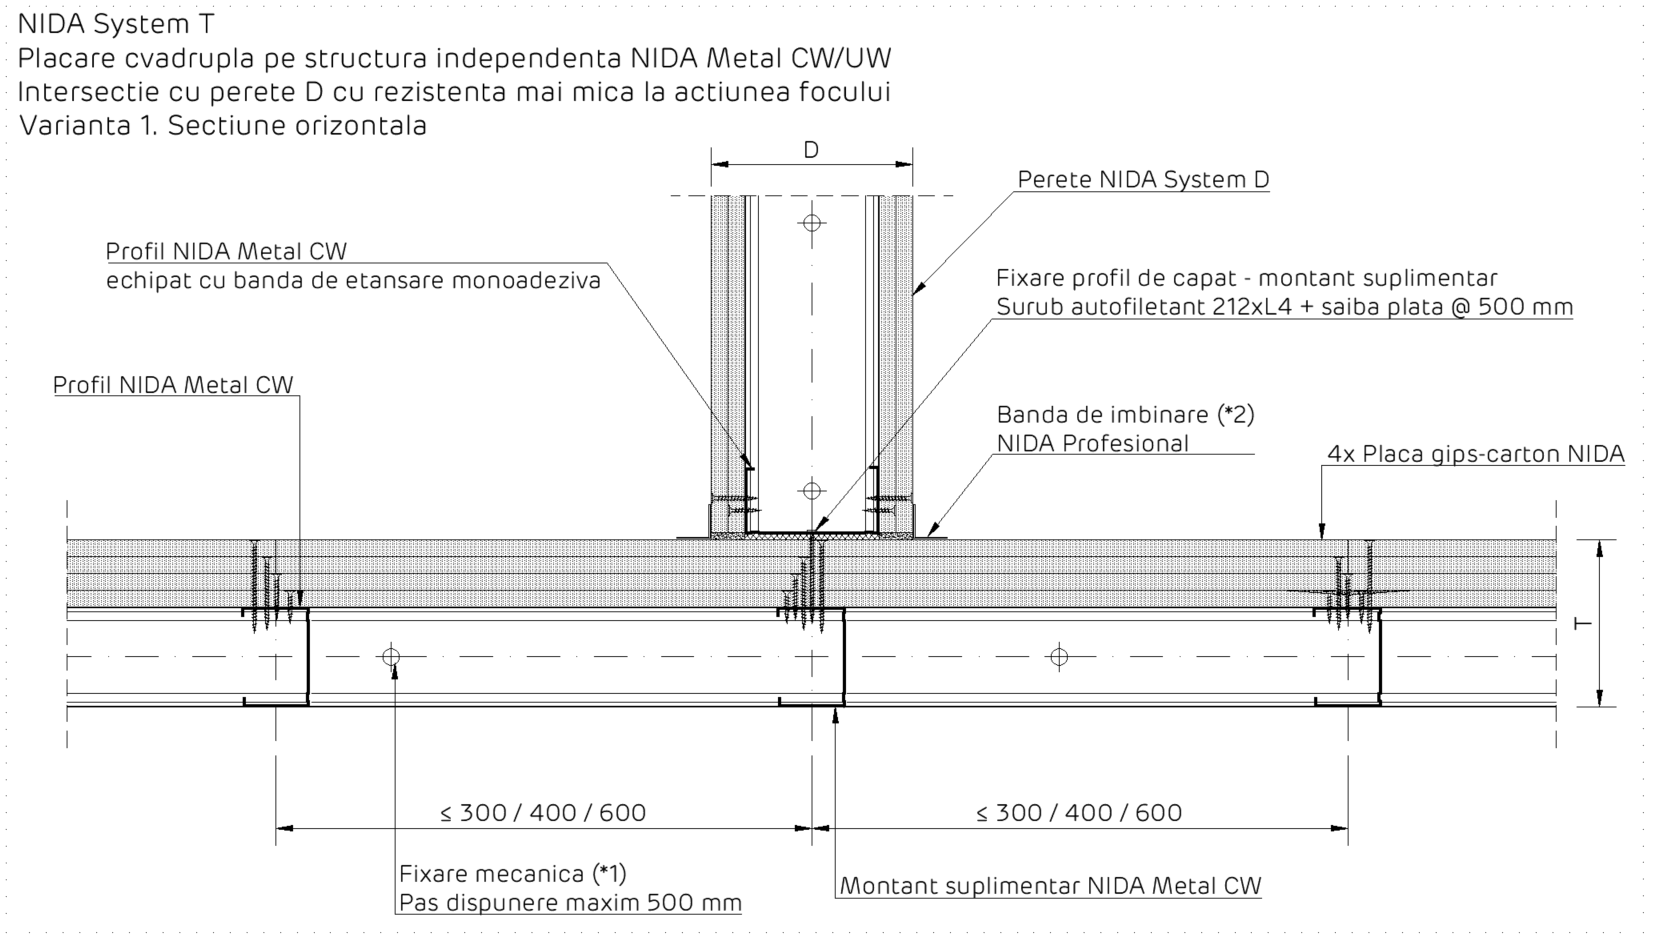 NIDA System T
Placare cvadrupla pe structura independenta NIDA Metal CW/UW
Intersectie cu perete D cu rezistenta mai mica la actiunea focului
Varianta 1. Sectiune orizontala
D
Perete NIDA System D
Profil NIDA Metal CW
echipat cu banda de etansare monoadeziva
Fixare profil de capat - montant suplimentar
Surub autofiletant 212xL4 + saiba plata @ 500 mm
Profil NIDA Metal CW
Banda de imbinare (*2)
NIDA Profesional
4x Placa gips-carton NIDA
T
≤ 300 / 400 / 600
≤ 300 / 400 / 600
Fixare mecanica (*1)
Pas dispunere maxim 500 mm
Montant suplimentar NIDA Metal CW